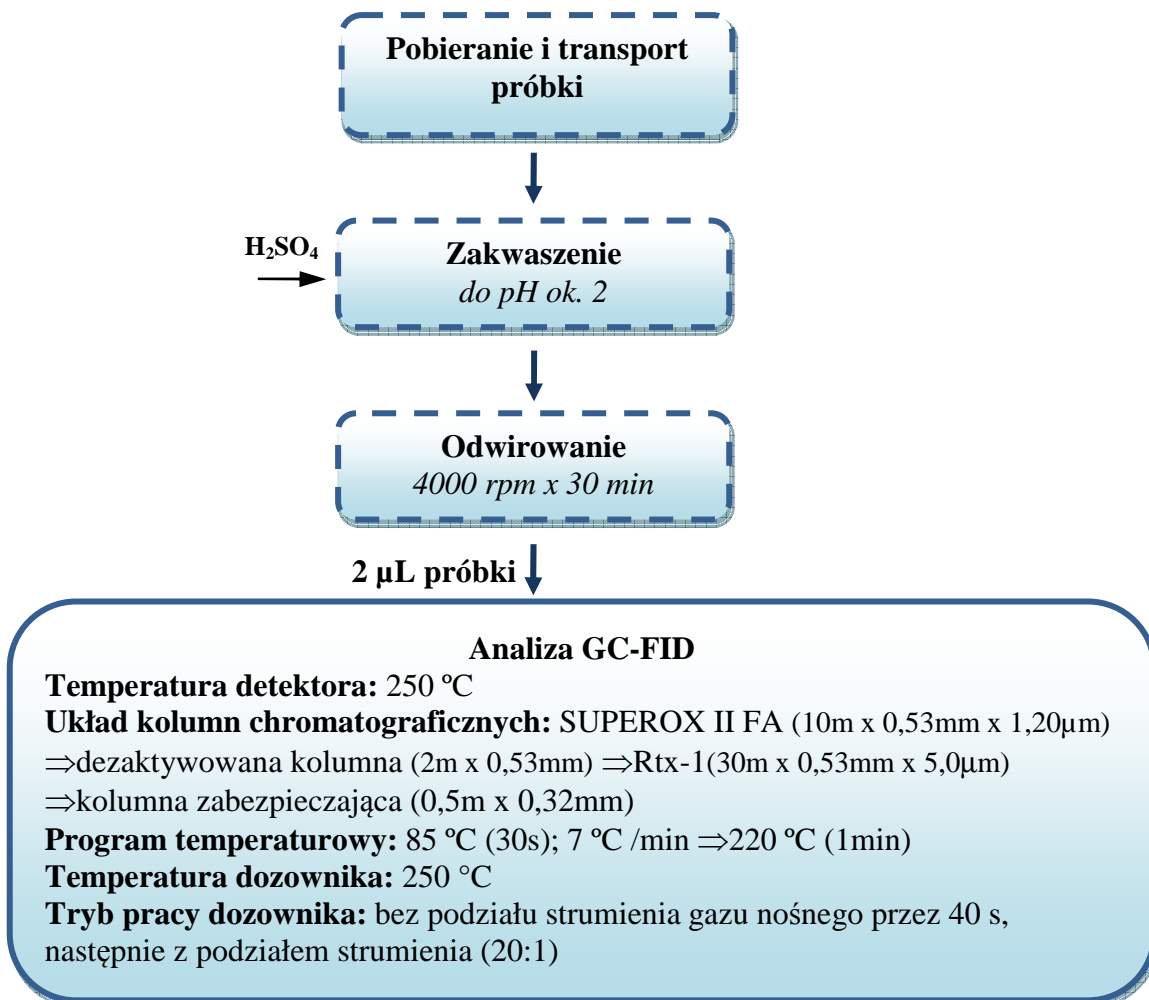 Pobieranie i transport
próbki
H₂SO₄
Zakwaszenie
do pH ok. 2
Odwirowanie
4000 rpm x 30 min
2 µL próbki
Analiza GC-FID
Temperatura detektora: 250 ºC
Układ kolumn chromatograficznych: SUPEROX II FA (10m x 0,53mm x 1,20µm)
⇒dezaktywowana kolumna (2m x 0,53mm) ⇒Rtx-1(30m x 0,53mm x 5,0µm)
⇒kolumna zabezpieczająca (0,5m x 0,32mm)
Program temperaturowy: 85 ºC (30s); 7 ºC /min ⇒220 ºC (1min)
Temperatura dozownika: 250 °C
Tryb pracy dozownika: bez podziału strumienia gazu nośnego przez 40 s,
następnie z podziałem strumienia (20:1)